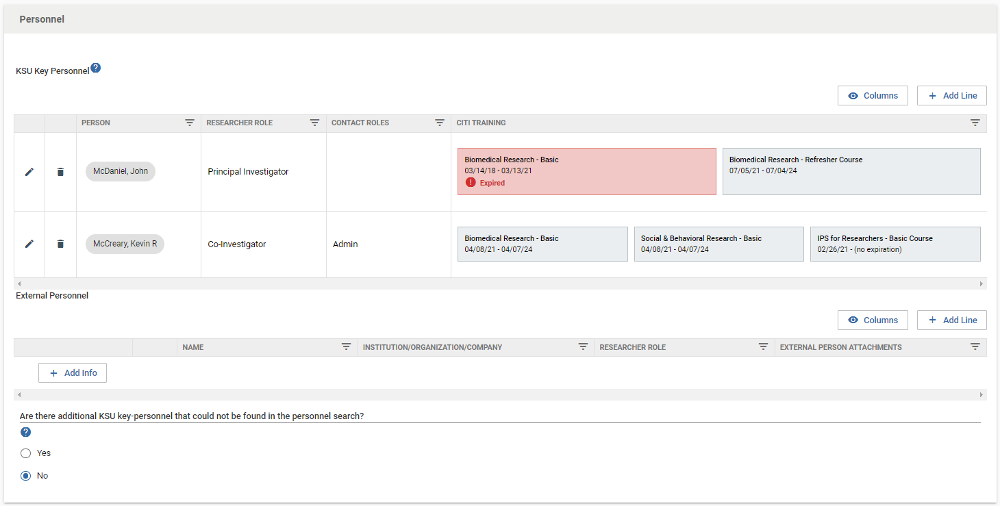 Personnel
KSU Key Personnel ?
Columns
+ Add Line
PERSON
RESEARCHER ROLE
CONTACT ROLES
CITI TRAINING
McDaniel, John
Principal Investigator
Biomedical Research - Basic
03/14/18 - 03/13/21
! Expired
Biomedical Research - Refresher Course
07/05/21 - 07/04/24
McCreary, Kevin R
Co-Investigator
Admin
Biomedical Research - Basic
04/08/21 - 04/07/24
Social & Behavioral Research - Basic
04/08/21 - 04/07/24
IPS for Researchers - Basic Course
02/26/21 - (no expiration)
External Personnel
Columns
+ Add Line
NAME
INSTITUTION/ORGANIZATION/COMPANY
RESEARCHER ROLE
EXTERNAL PERSON ATTACHMENTS
+ Add Info
Are there additional KSU key-personnel that could not be found in the personnel search?
?
Yes
No